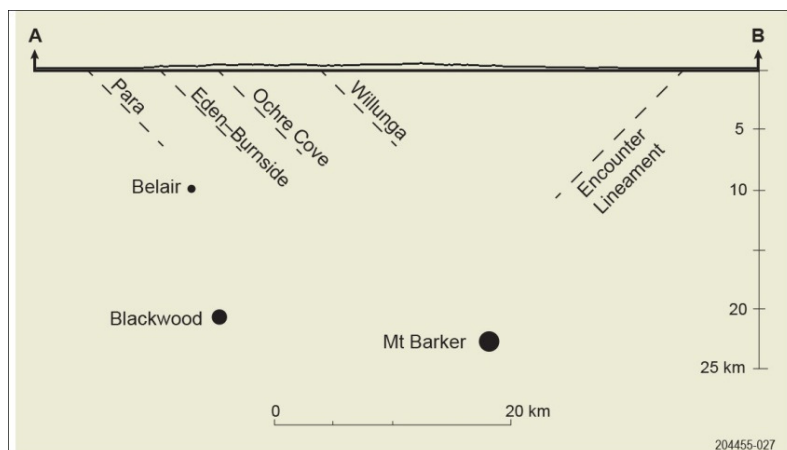 A
B
Para
Eden-Burnside
Ochre Cove
Willunga
Encounter
Lineament
5
Belair
10
20
Blackwood
Mt Barker
25 km
0
20 km
204455-027